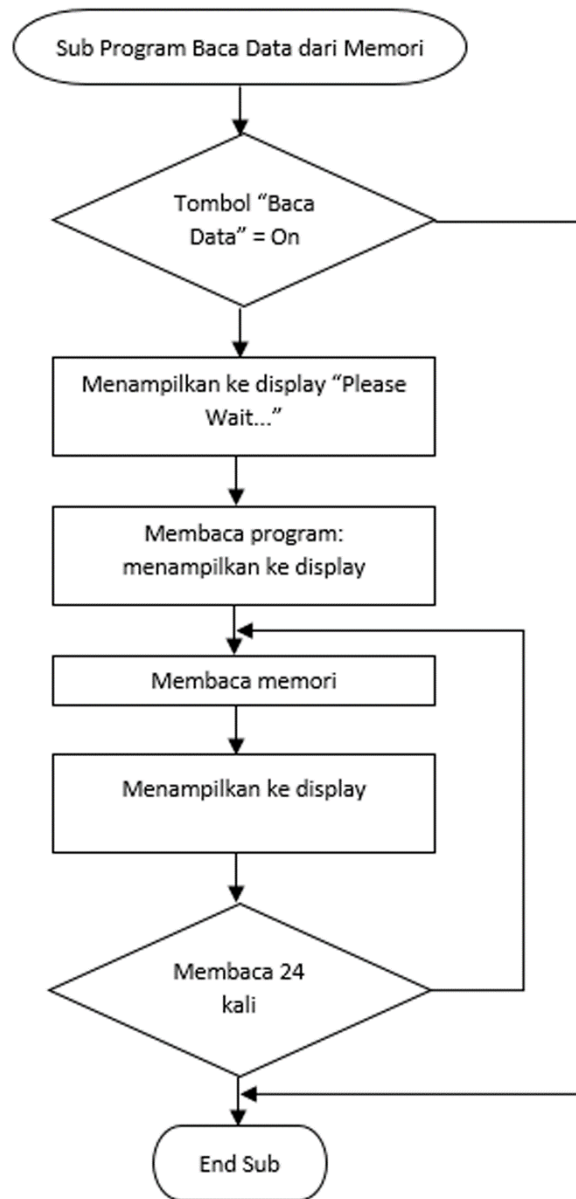 Sub Program Baca Data dari Memori
Tombol “Baca
Data” = On
Menampilkan ke display “Please
Wait...”
Membaca program:
menampilkan ke display
Membaca memori
Menampilkan ke display
Membaca 24
kali
End Sub